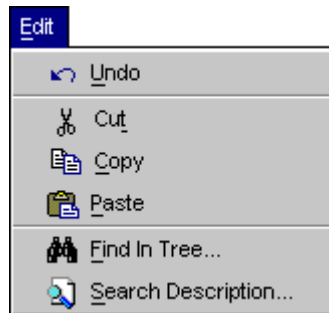 Edit
Undo
Cut
Copy
Paste
Find In Tree...
Search Description...